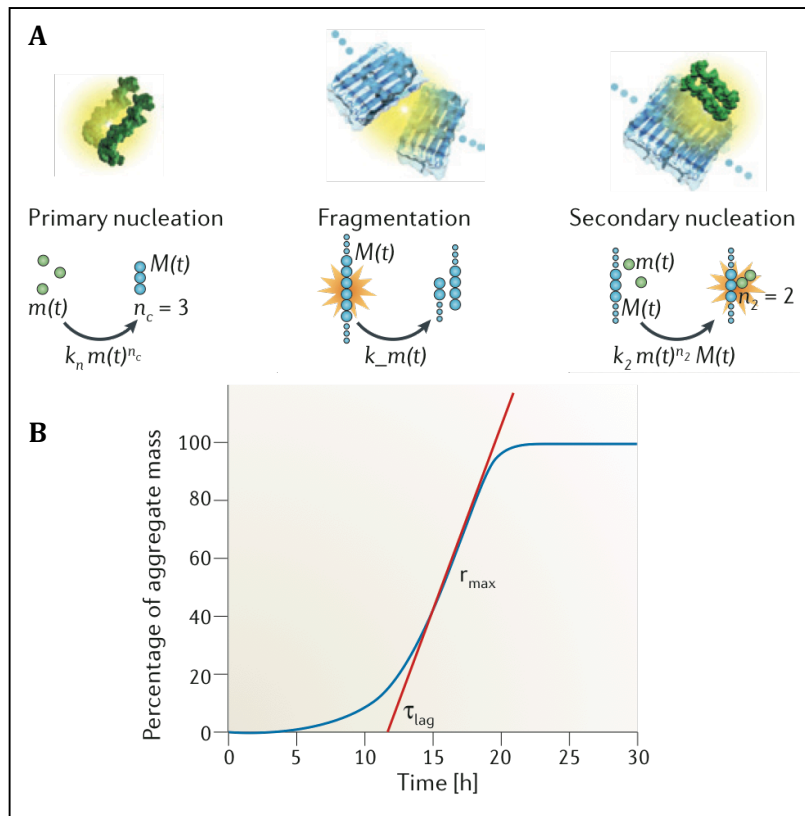 A
Primary nucleation
m(t)
M(t)
n_c = 3
k_n m(t)^n_c
Fragmentation
M(t)
k_m(t)
Secondary nucleation
m(t)
M(t)
n_2 = 2
k_2 m(t)^n_2 M(t)
B
Percentage of aggregate mass
100
80
60
40
20
0
r_max
τ_lag
0 5 10 15 20 25 30
Time [h]